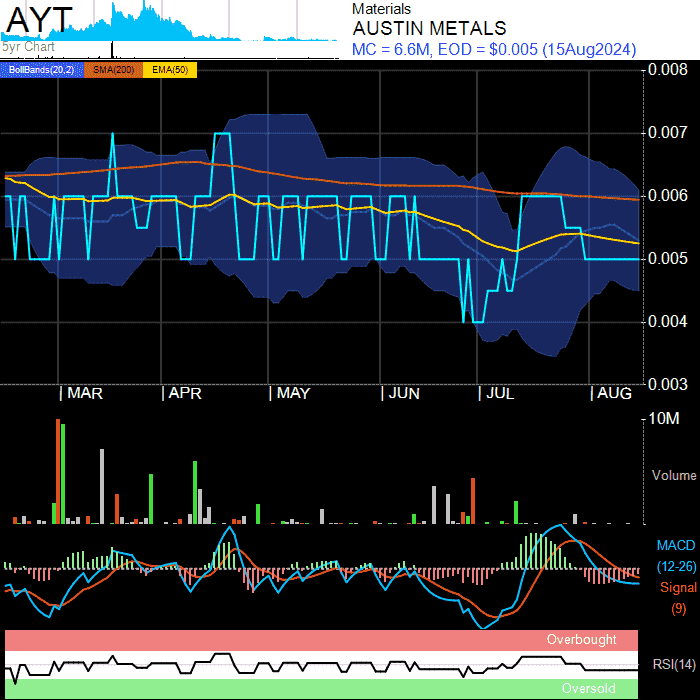 AYT
5yr Chart
Materials
AUSTIN METALS
MC = 6.6M, EOD = $0.005 (15Aug2024)
BollBands(20,2) SMA(200) EMA(50)
0.008
0.007
0.006
0.005
0.004
0.003
MAR APR MAY JUN JUL AUG
10M
Volume
MACD
(12-26)
Signal
(9)
Overbought
RSI(14)
Oversold